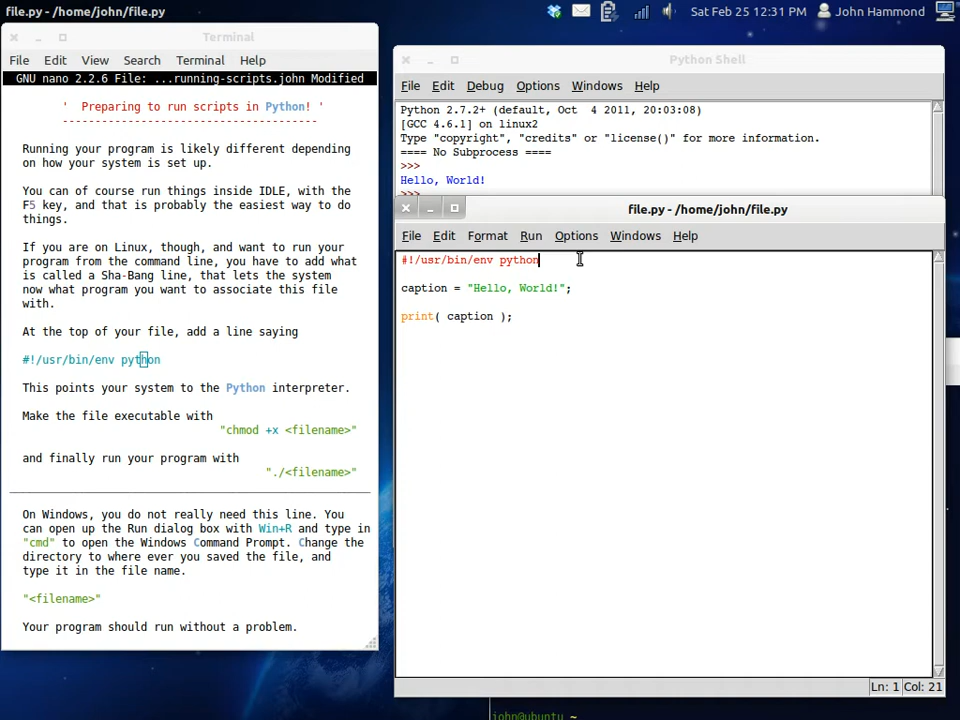 file.py - /home/john/file.py
Sat Feb 25 12:31 PM
John Hammond
Terminal
File Edit View Search Terminal Help
GNU nano 2.2.6 File: ...running-scripts.john Modified
' Preparing to run scripts in Python! '
-------------------------------------
Running your program is likely different depending
on how your system is set up.
You can of course run things inside IDLE, with the
F5 key, and that is probably the easiest way to do
things.
If you are on Linux, though, and want to run your
program from the command line, you have to add what
is called a Sha-Bang line, that lets the system
now what program you want to associate this file
with.
At the top of your file, add a line saying
#!/usr/bin/env python
This points your system to the Python interpreter.
Make the file executable with
"chmod +x <filename>"
and finally run your program with
"./<filename>"
On Windows, you do not really need this line. You
can open up the Run dialog box with Win+R and type in
"cmd" to open the Windows Command Prompt. Change the
directory to where ever you saved the file, and
type it in the file name.
"<filename>"
Your program should run without a problem.
Python Shell
File Edit Debug Options Windows Help
Python 2.7.2+ (default, Oct  4 2011, 20:03:08)
[GCC 4.6.1] on linux2
Type "copyright", "credits" or "license()" for more information.
==== No Subprocess ====
>>>
Hello, World!
>>>
file.py - /home/john/file.py
File Edit Format Run Options Windows Help
#!/usr/bin/env python
caption = "Hello, World!";
print( caption );
Ln: 1 Col: 21
john@ubuntu ~